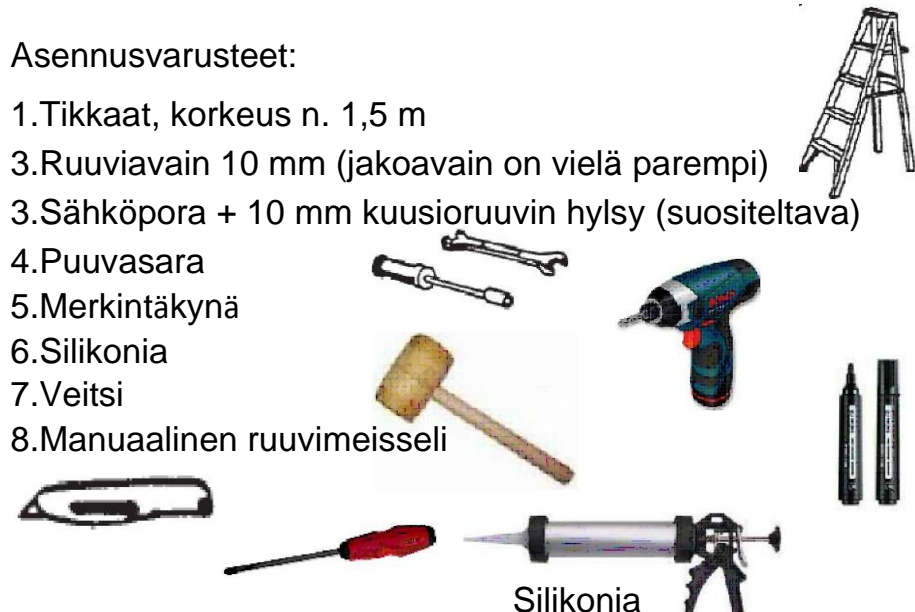 Asennusvarusteet:
1.Tikkaat, korkeus n. 1,5 m
3.Ruuviavain 10 mm (jakoavain on vielä parempi)
3.Sähköpora + 10 mm kuusioruuvin hylsy (suositeltava)
4.Puuvasara
5.Merkintäkynä
6.Silikonia
7.Veitsi
8.Manuaalinen ruuvimeisseli
Silikonia